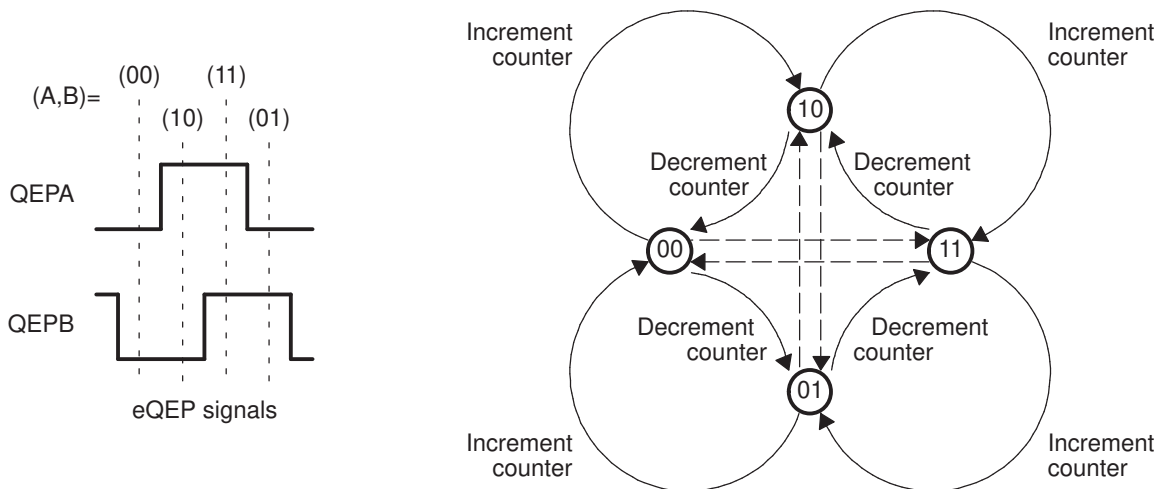 (A,B)=
(00)
(11)
(10)
(01)
QEPA
QEPB
eQEP signals
Increment
counter
Increment
counter
10
Decrement
counter
Decrement
counter
00
11
Decrement
counter
Decrement
counter
01
Increment
counter
Increment
counter